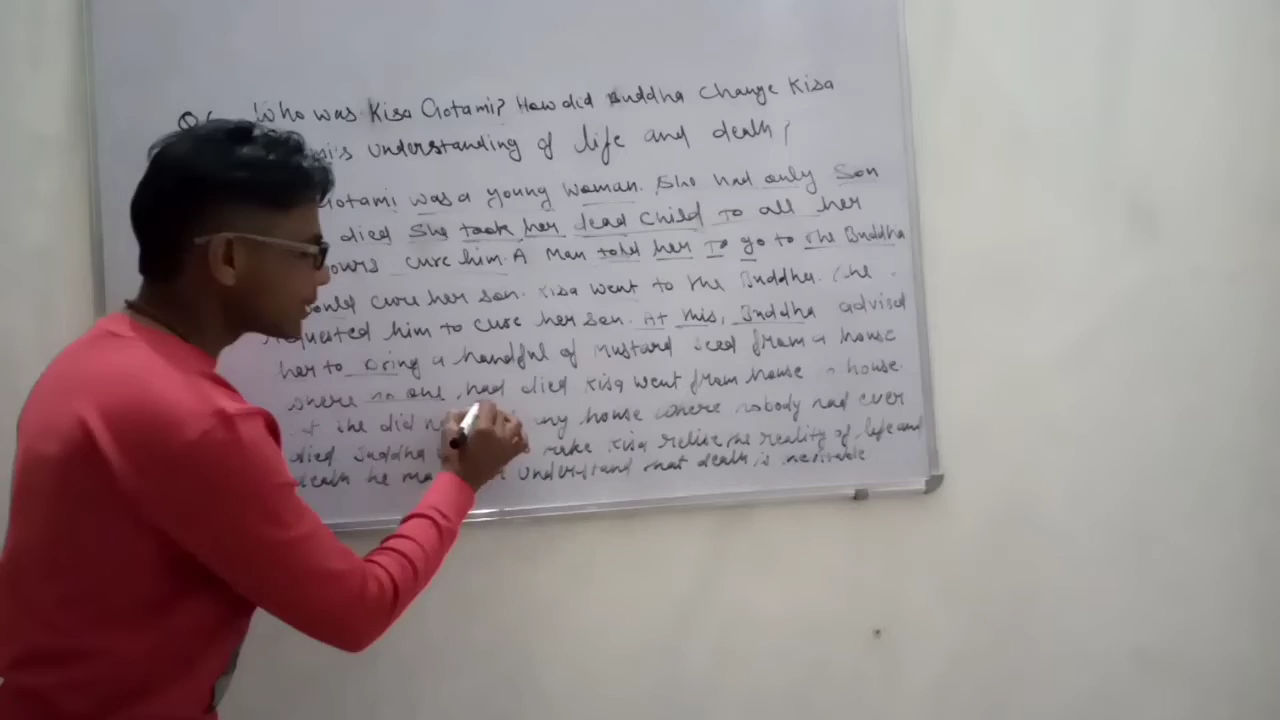 Who was Kisa Gotami? How did Buddha change Kisa
understanding of life and death?
Gotami was a young woman. She had only Son
died She took her dead child To all her
cure him. A Man told her To go to the Buddha
would cure her son. Kisa went to the Buddha. She
requested him to cure her son. At this, Buddha advised
her to bring a handful of mustard seed from a house
where no one had died Kisa went from house to house.
she did any house where nobody had ever
died Buddha make Kisa relise the reality of life and
death he understand that death is